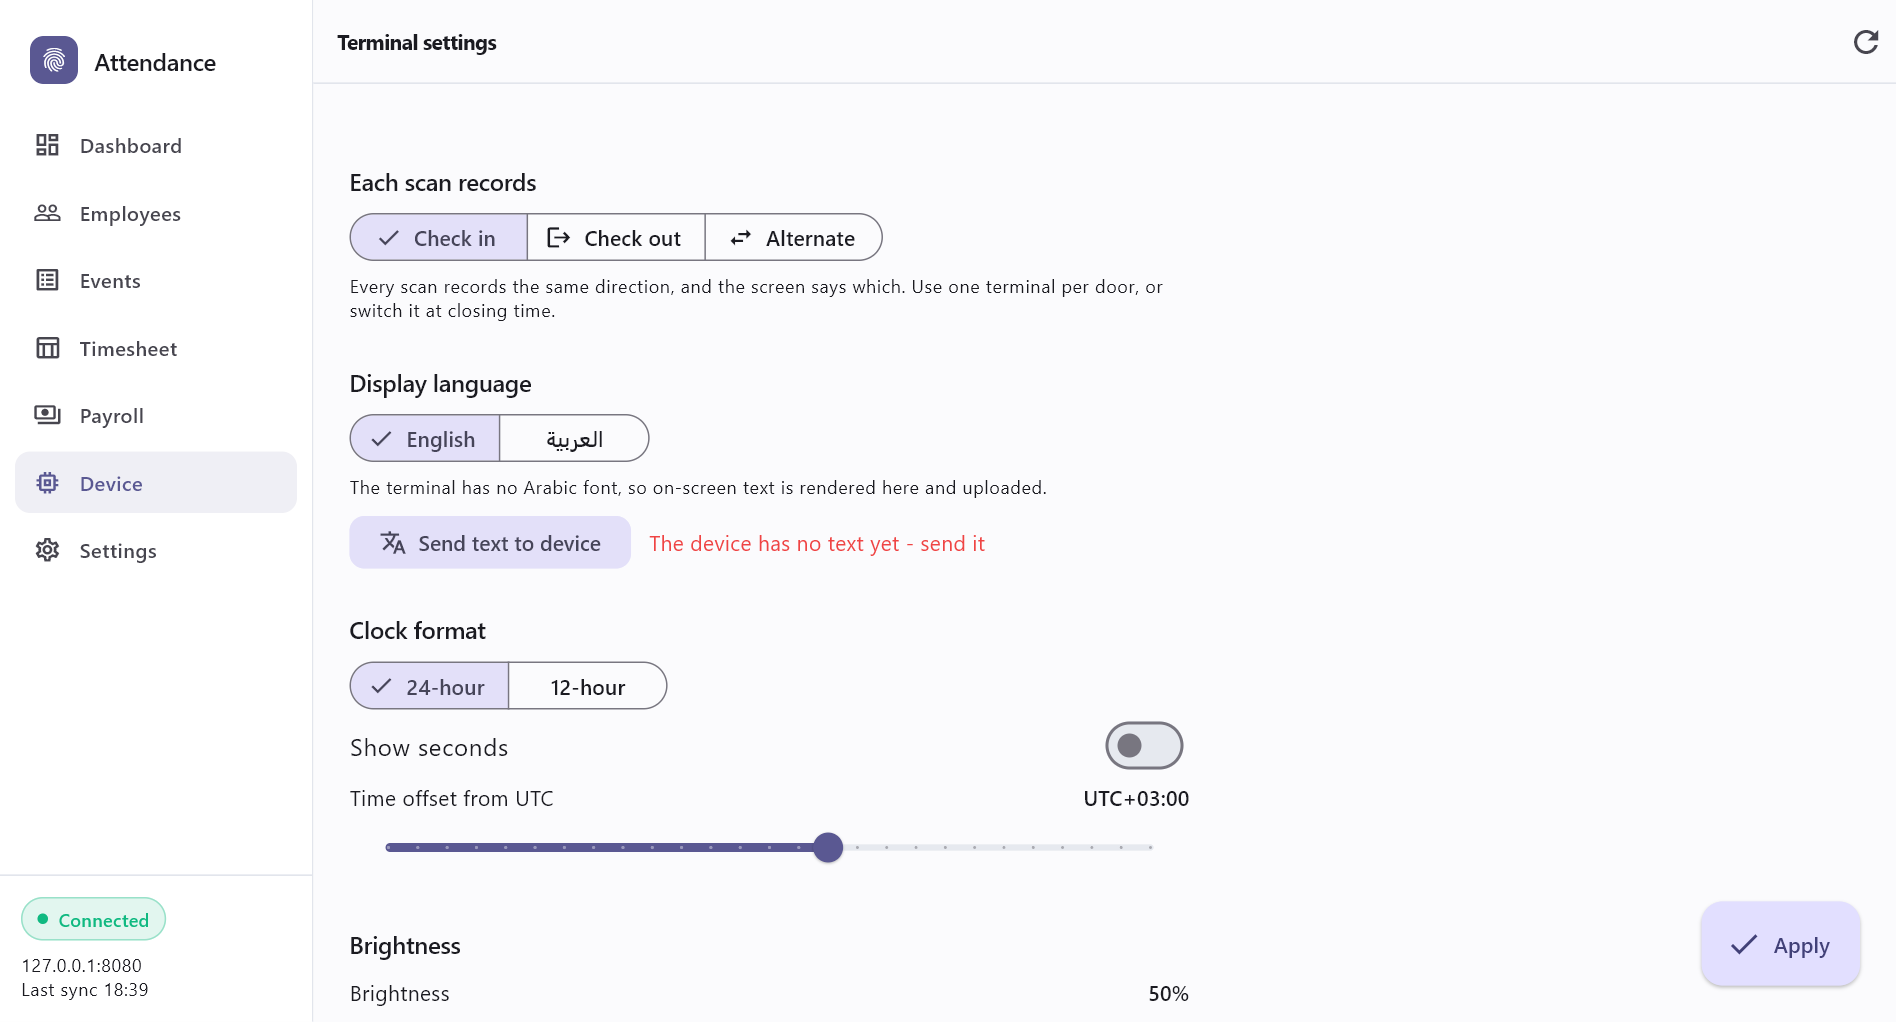 Attendance
Dashboard
Employees
Events
Timesheet
Payroll
Device
Settings
Connected
127.0.0.1:8080
Last sync 18:39
Terminal settings
Each scan records
Check in
Check out
Alternate
Every scan records the same direction, and the screen says which. Use one terminal per door, or
switch it at closing time.
Display language
English
العربية
The terminal has no Arabic font, so on-screen text is rendered here and uploaded.
Send text to device
The device has no text yet - send it
Clock format
24-hour
12-hour
Show seconds
Time offset from UTC
UTC+03:00
Brightness
Brightness
50%
Apply